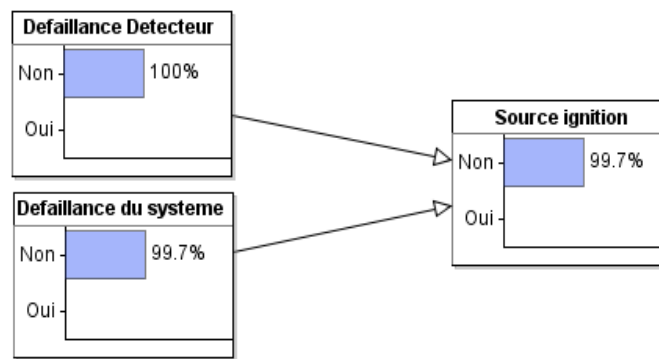 Defaillance Detecteur
Non
100%
Oui
Defaillance du systeme
Non
99.7%
Oui
Source ignition
Non
99.7%
Oui